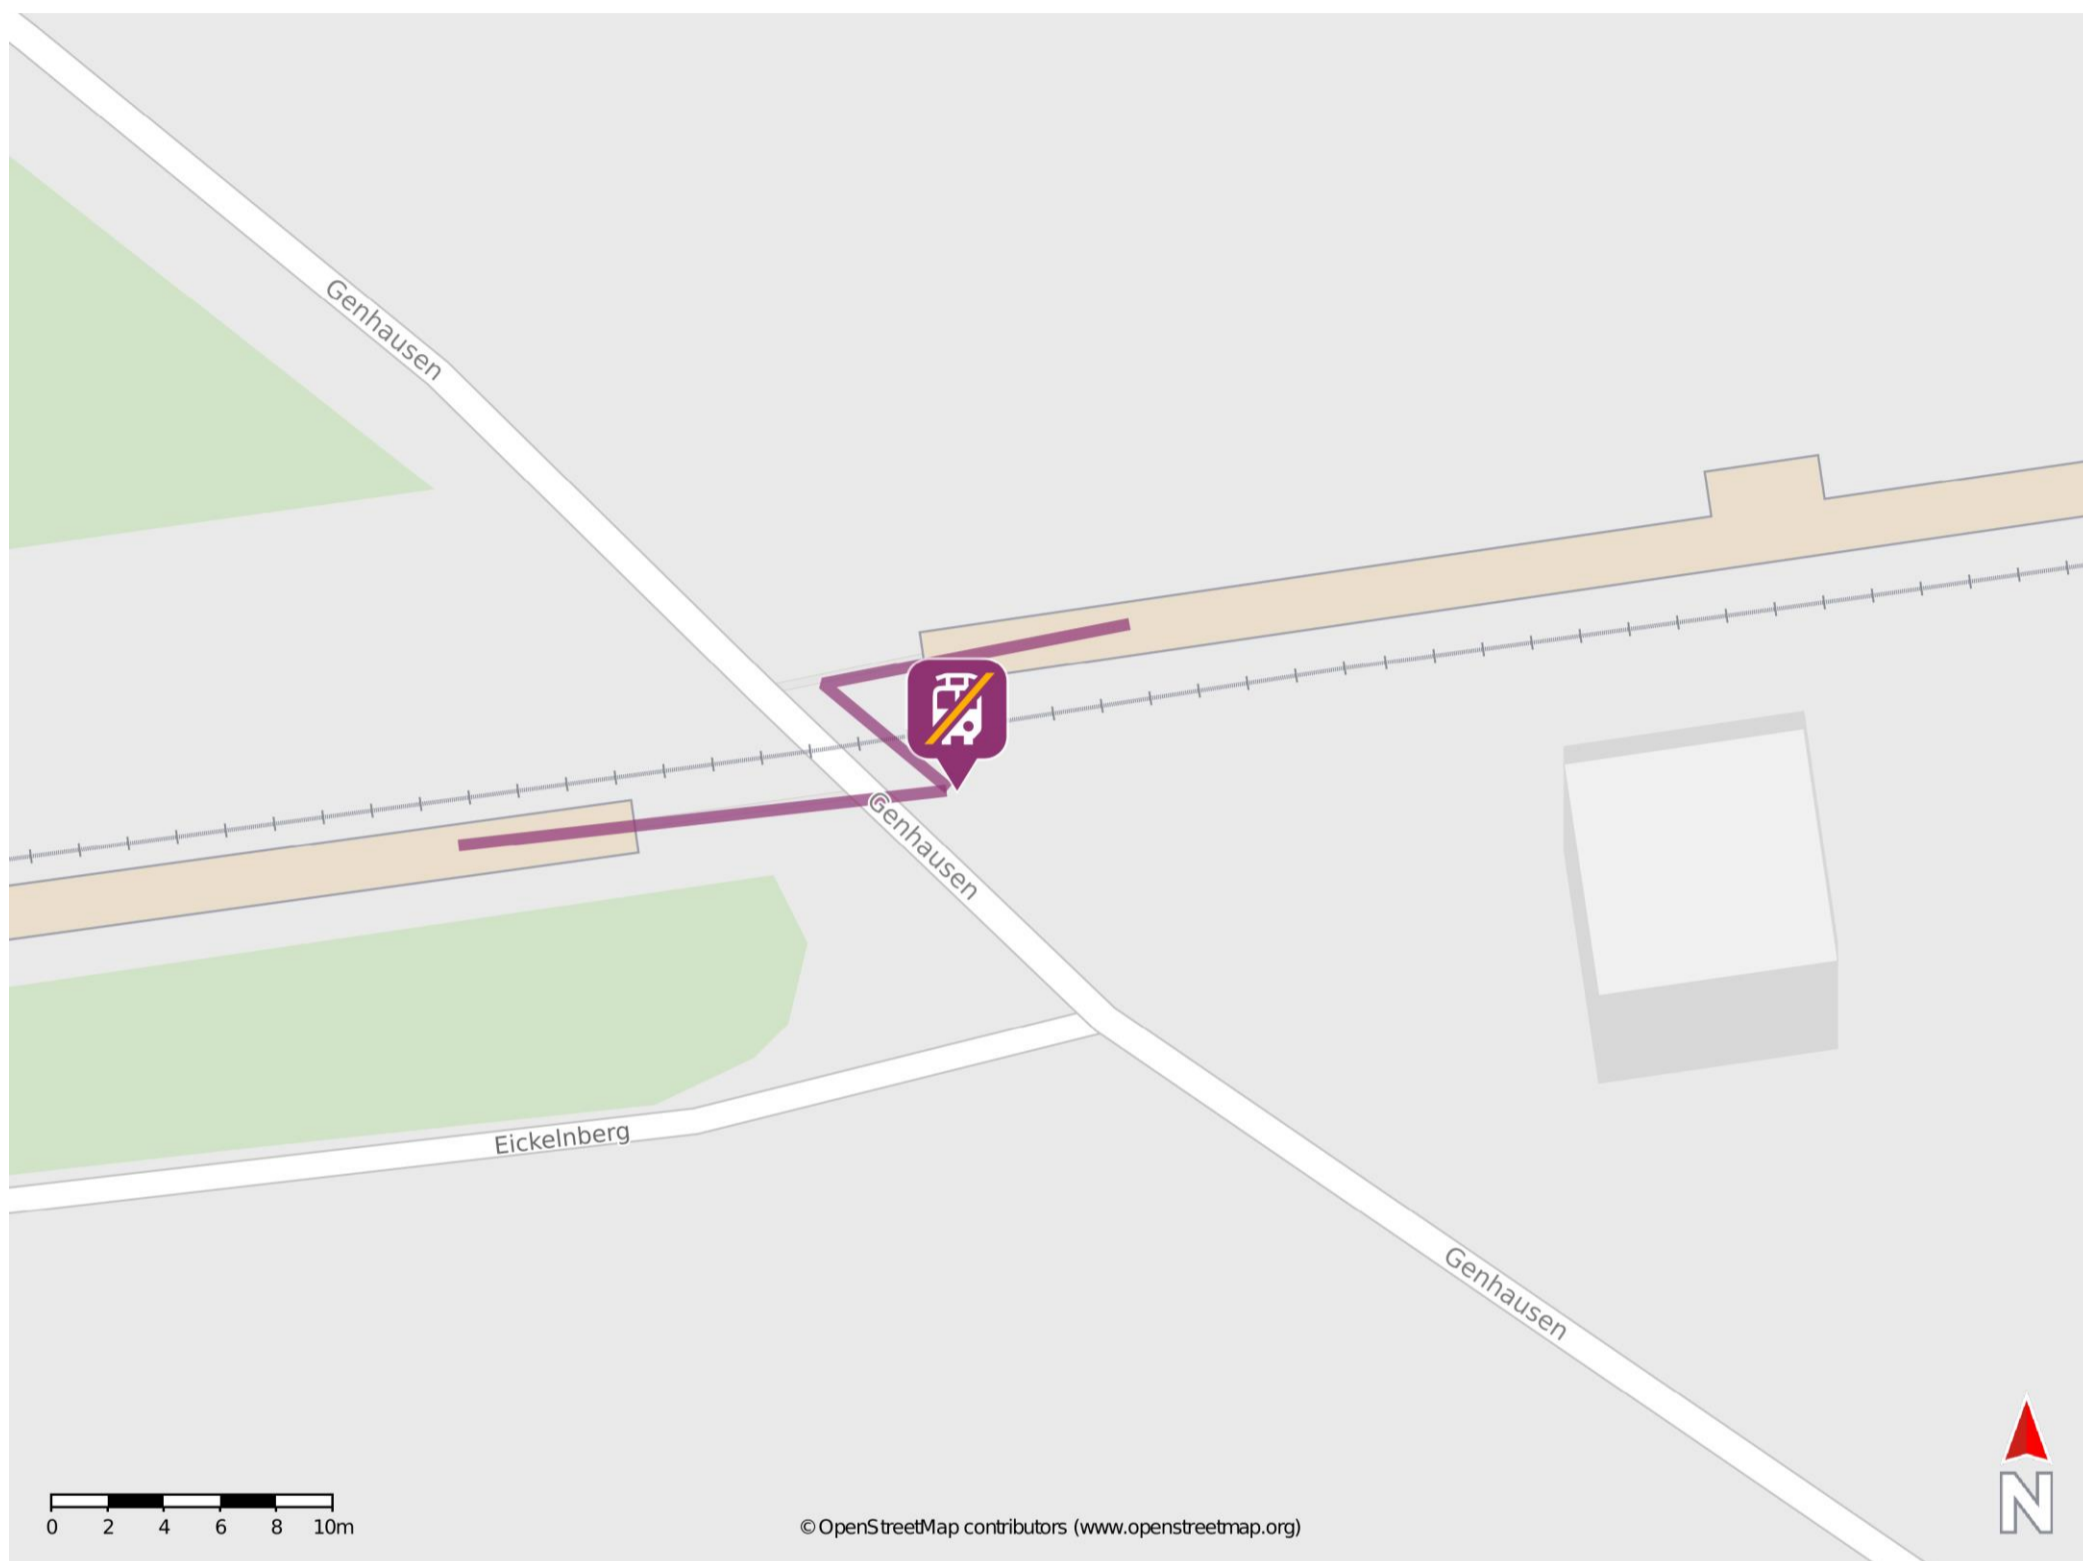 Genhausen
Genhausen
Eickelnberg
Genhausen
0 2 4 6 8 10m
© OpenStreetMap contributors (www.openstreetmap.org)
N